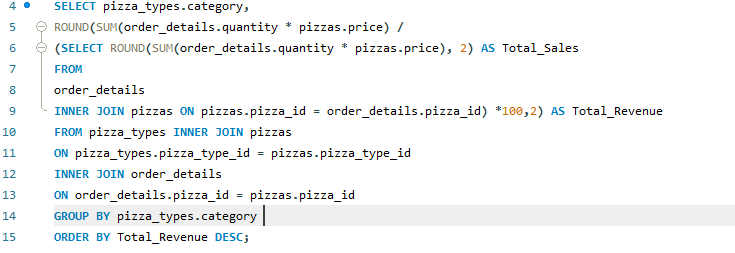 4 SELECT pizza_types.category,
5 ROUND(SUM(order_details.quantity * pizzas.price) /
6 (SELECT ROUND(SUM(order_details.quantity * pizzas.price), 2) AS Total_Sales
7 FROM
8 order_details
9 INNER JOIN pizzas ON pizzas.pizza_id = order_details.pizza_id) *100,2) AS Total_Revenue
10 FROM pizza_types INNER JOIN pizzas
11 ON pizza_types.pizza_type_id = pizzas.pizza_type_id
12 INNER JOIN order_details
13 ON order_details.pizza_id = pizzas.pizza_id
14 GROUP BY pizza_types.category
15 ORDER BY Total_Revenue DESC;